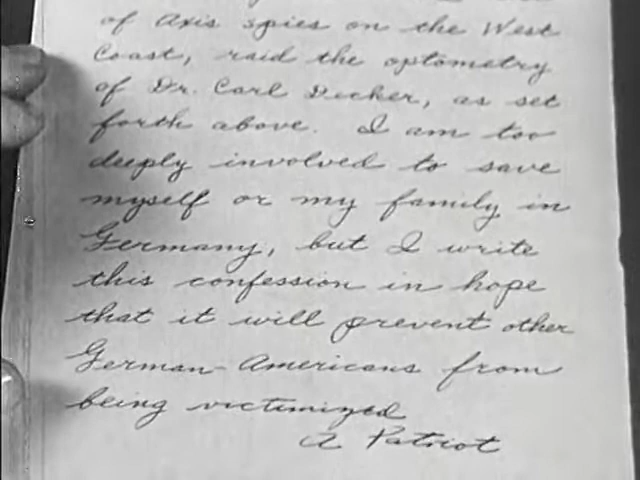 of Axis spies on the West
Coast, raid the optometry
of Dr. Carl Decker, as set
forth above. I am too
deeply involved to save
myself or my family in
Germany, but I write
this confession in hope
that it will prevent other
German-Americans from
being victimized
A Patriot